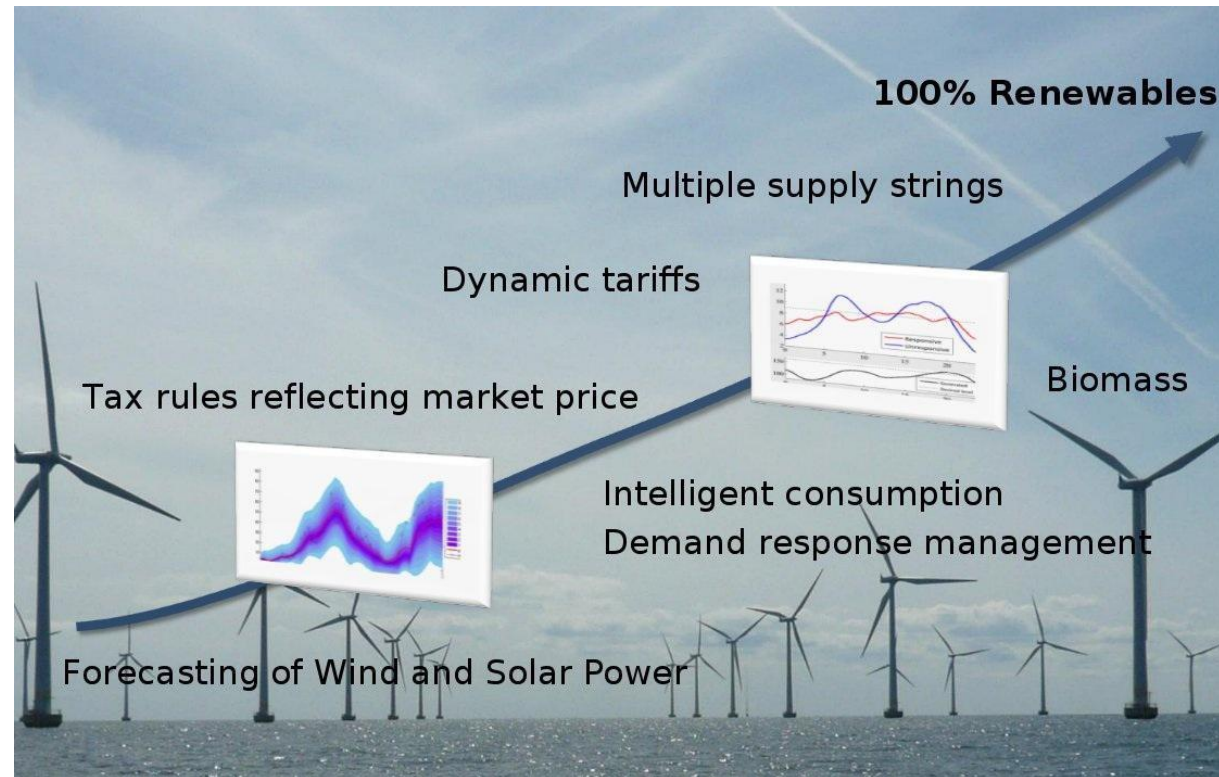 100% Renewables
Multiple supply strings
Dynamic tariffs
Biomass
Tax rules reflecting market price
Intelligent consumption
Demand response management
Forecasting of Wind and Solar Power